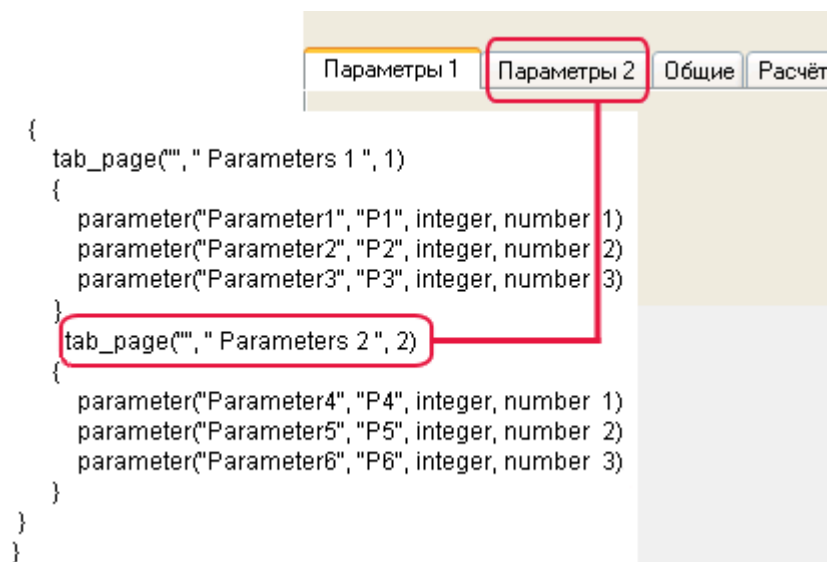 Параметры 1 Параметры 2 Общие Расчёт
{
tab_page("", " Parameters 1 ", 1)
{
parameter("Parameter1", "P1", integer, number 1)
parameter("Parameter2", "P2", integer, number 2)
parameter("Parameter3", "P3", integer, number 3)
}
tab_page("", " Parameters 2 ", 2)
{
parameter("Parameter4", "P4", integer, number 1)
parameter("Parameter5", "P5", integer, number 2)
parameter("Parameter6", "P6", integer, number 3)
}
}
}